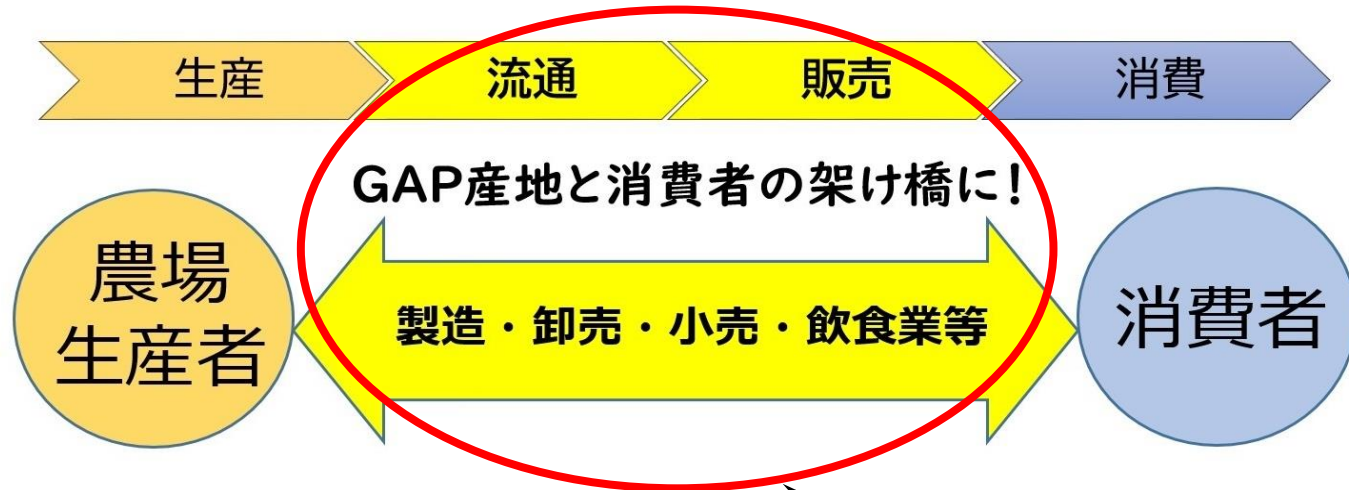 生産 流通 販売 消費
GAP産地と消費者の架け橋に!
農場
生産者
製造・卸売・小売・飲食業等
消費者